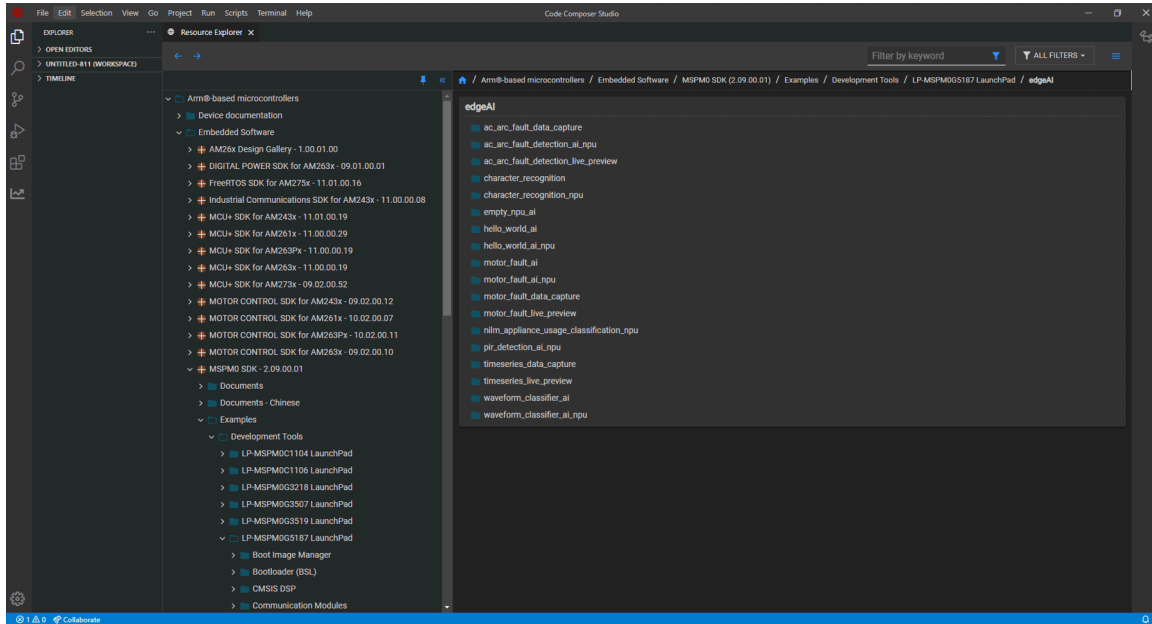 File Edit Selection View Go Project Run Scripts Terminal Help
Code Composer Studio
EXPLORER
OPEN EDITORS
UNTITLED-811 (WORKSPACE)
TIMELINE
Resource Explorer
Filter by keyword
ALL FILTERS
Arm®-based microcontrollers / Embedded Software / MSPM0 SDK (2.09.00.01) / Examples / Development Tools / LP-MSPM0G5187 LaunchPad / edgeAI
Arm®-based microcontrollers
Device documentation
Embedded Software
AM26x Design Gallery - 1.00.01.00
DIGITAL POWER SDK for AM263x - 09.01.00.01
FreeRTOS SDK for AM275x - 11.01.00.16
Industrial Communications SDK for AM243x - 11.00.00.08
MCU+ SDK for AM243x - 11.01.00.19
MCU+ SDK for AM261x - 11.00.00.29
MCU+ SDK for AM263Px - 11.00.00.19
MCU+ SDK for AM263x - 11.00.00.19
MCU+ SDK for AM273x - 09.02.00.52
MOTOR CONTROL SDK for AM243x - 09.02.00.12
MOTOR CONTROL SDK for AM261x - 10.02.00.07
MOTOR CONTROL SDK for AM263Px - 10.02.00.11
MOTOR CONTROL SDK for AM263x - 09.02.00.10
MSPM0 SDK - 2.09.00.01
Documents
Documents - Chinese
Examples
Development Tools
LP-MSPM0C1104 LaunchPad
LP-MSPM0C1106 LaunchPad
LP-MSPM0G3218 LaunchPad
LP-MSPM0G3507 LaunchPad
LP-MSPM0G3519 LaunchPad
LP-MSPM0G5187 LaunchPad
Boot Image Manager
Bootloader (BSL)
CMSIS DSP
Communication Modules
edgeAI
ac_arc_fault_data_capture
ac_arc_fault_detection_ai_npu
ac_arc_fault_detection_live_preview
character_recognition
character_recognition_npu
empty_npu_ai
hello_world_ai
hello_world_ai_npu
motor_fault_ai
motor_fault_ai_npu
motor_fault_data_capture
motor_fault_live_preview
nilm_appliance_usage_classification_npu
pir_detection_ai_npu
timeseries_data_capture
timeseries_live_preview
waveform_classifier_ai
waveform_classifier_ai_npu
1 0 Collaborate